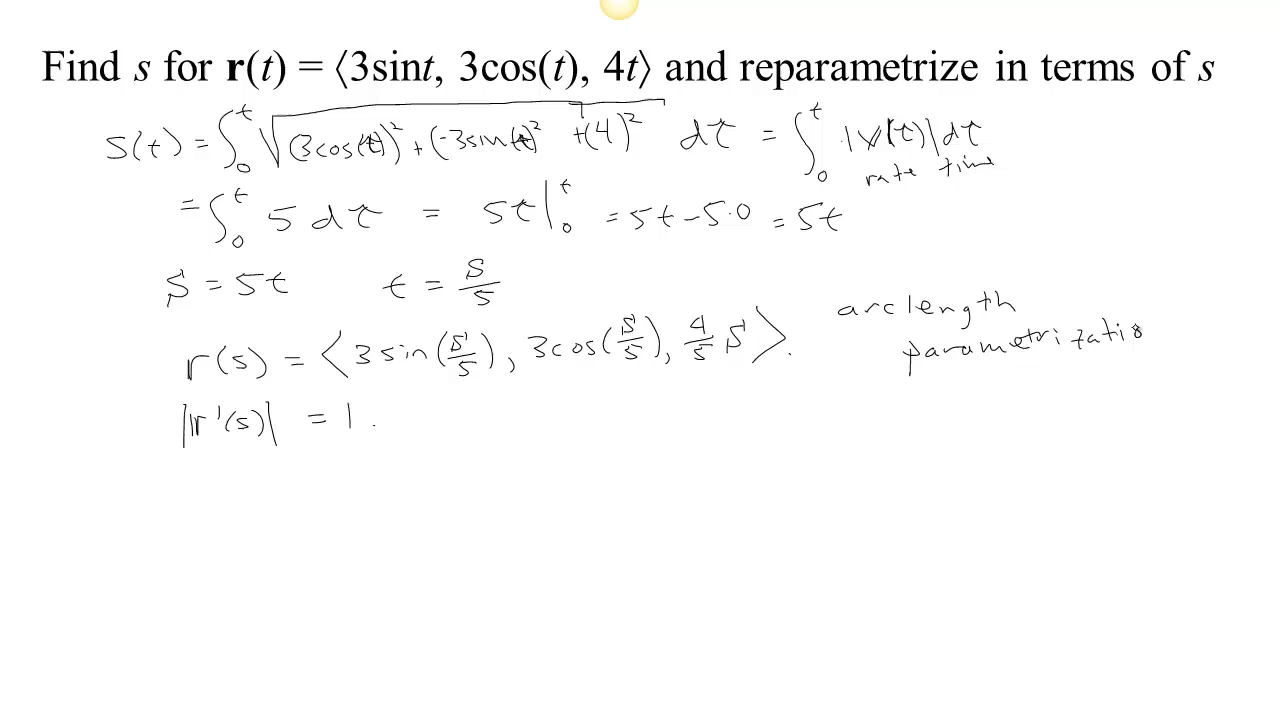 Find s for r(t) = ⟨3sint, 3cos(t), 4t⟩ and reparametrize in terms of s
S(t) = ∫₀ᵗ √((3cos(τ))² + (-3sin(τ))² + (4)²) dτ = ∫₀ᵗ |v(τ)| dτ
rate time
= ∫₀ᵗ 5 dτ = 5τ|₀ᵗ = 5t - 5·0 = 5t
S = 5t t = S/5
arclength
r(s) = ⟨3 sin(S/5), 3cos(S/5), 4/5 S⟩.
parametrizatio
|r'(s)| = 1.